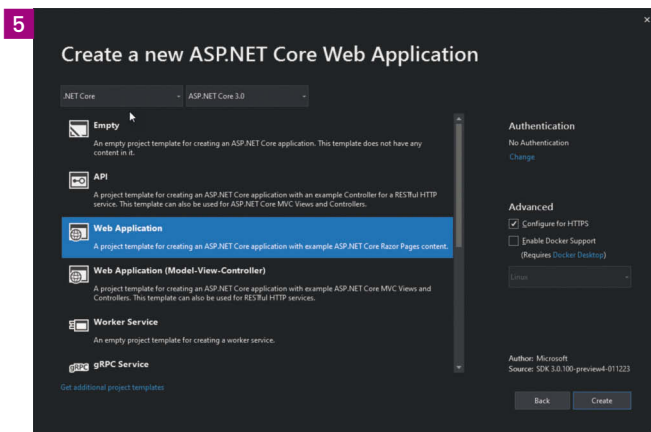 5
Create a new ASP.NET Core Web Application
.NET Core
ASP.NET Core 3.0
Empty
An empty project template for creating an ASP.NET Core application. This template does not have any
content in it.
API
A project template for creating an ASP.NET Core application with an example Controller for a RESTful HTTP
service. This template can also be used for ASP.NET Core MVC Views and Controllers.
Web Application
A project template for creating an ASP.NET Core application with example ASP.NET Core Razor Pages content.
Web Application (Model-View-Controller)
A project template for creating an ASP.NET Core application with example ASP.NET Core MVC Views and
Controllers. This template can also be used for RESTful HTTP services.
Worker Service
An empty project template for creating a worker service.
gRPC gRPC Service
Get additional project templates
Authentication
No Authentication
Change
Advanced
Configure for HTTPS
Enable Docker Support
(Requires Docker Desktop)
Linux
Author: Microsoft
Source: SDK 3.0.100-preview4-011223
Back
Create